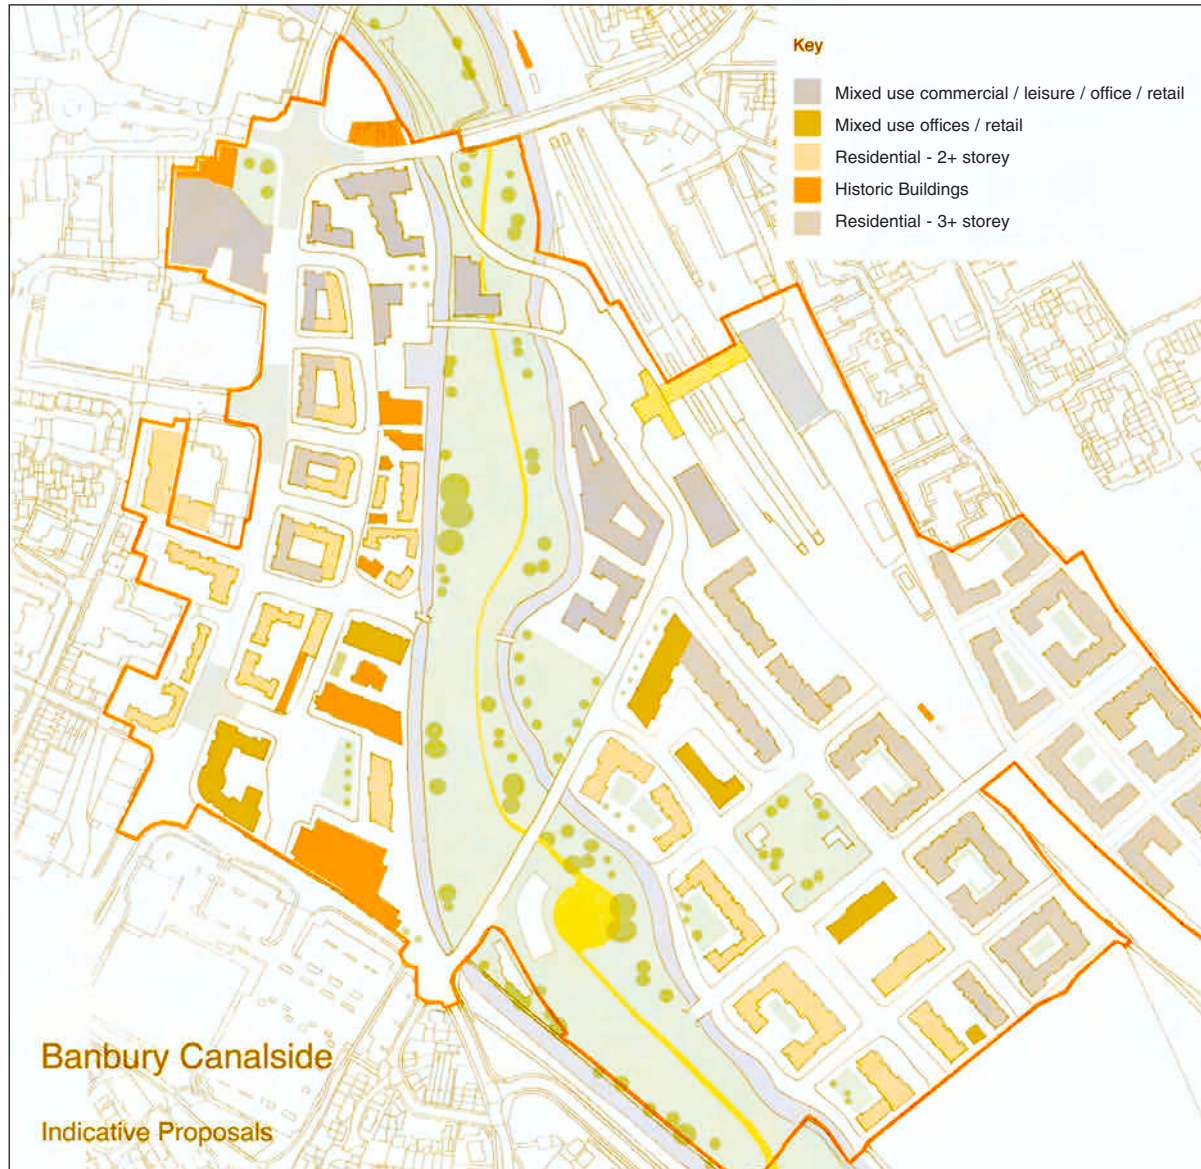 Key
Mixed use commercial / leisure / office / retail
Mixed use offices / retail
Residential - 2+ storey
Historic Buildings
Residential - 3+ storey
Banbury Canalside
Indicative Proposals